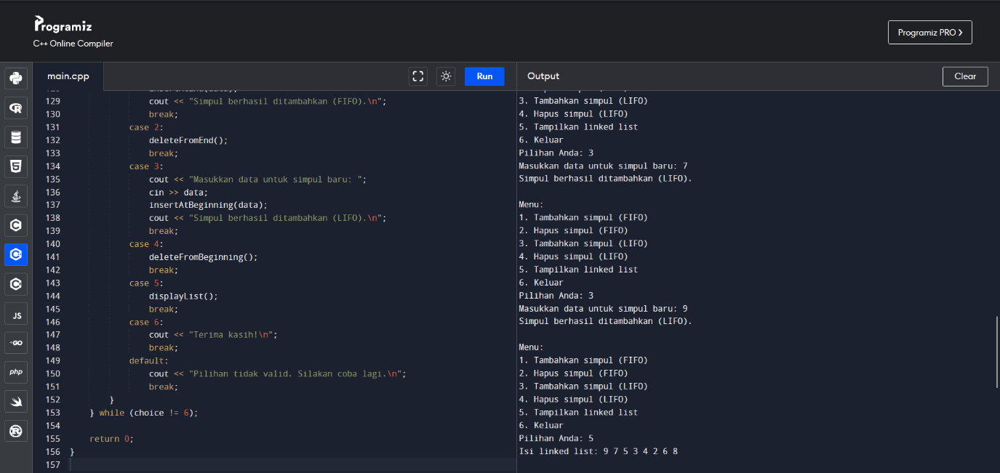 Programiz
C++ Online Compiler
Programiz PRO ❯
main.cpp
Run
Output
Clear
JS
GO
php
129 cout << "Simpul berhasil ditambahkan (FIFO).\n";
130 break;
131 case 2:
132 deleteFromEnd();
133 break;
134 case 3:
135 cout << "Masukkan data untuk simpul baru: ";
136 cin >> data;
137 insertAtBeginning(data);
138 cout << "Simpul berhasil ditambahkan (LIFO).\n";
139 break;
140 case 4:
141 deleteFromBeginning();
142 break;
143 case 5:
144 displayList();
145 break;
146 case 6:
147 cout << "Terima kasih!\n";
148 break;
149 default:
150 cout << "Pilihan tidak valid. Silakan coba lagi.\n";
151 break;
152 }
153 } while (choice != 6);
154
155 return 0;
156 }
157
3. Tambahkan simpul (LIFO)
4. Hapus simpul (LIFO)
5. Tampilkan linked list
6. Keluar
Pilihan Anda: 3
Masukkan data untuk simpul baru: 7
Simpul berhasil ditambahkan (LIFO).
Menu:
1. Tambahkan simpul (FIFO)
2. Hapus simpul (FIFO)
3. Tambahkan simpul (LIFO)
4. Hapus simpul (LIFO)
5. Tampilkan linked list
6. Keluar
Pilihan Anda: 3
Masukkan data untuk simpul baru: 9
Simpul berhasil ditambahkan (LIFO).
Menu:
1. Tambahkan simpul (FIFO)
2. Hapus simpul (FIFO)
3. Tambahkan simpul (LIFO)
4. Hapus simpul (LIFO)
5. Tampilkan linked list
6. Keluar
Pilihan Anda: 5
Isi linked list: 9 7 5 3 4 2 6 8